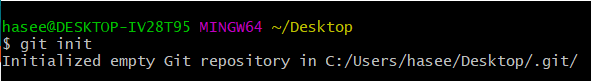 hasee@DESKTOP-IV28T95 MINGW64 ~/Desktop
$ git init
Initialized empty Git repository in C:/Users/hasee/Desktop/.git/